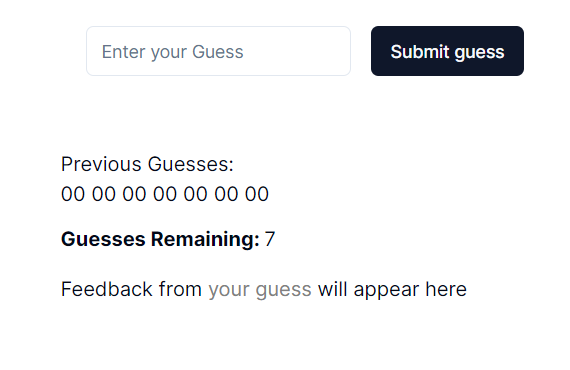 Enter your Guess Submit guess
Previous Guesses:
00 00 00 00 00 00 00
Guesses Remaining: 7
Feedback from your guess will appear here